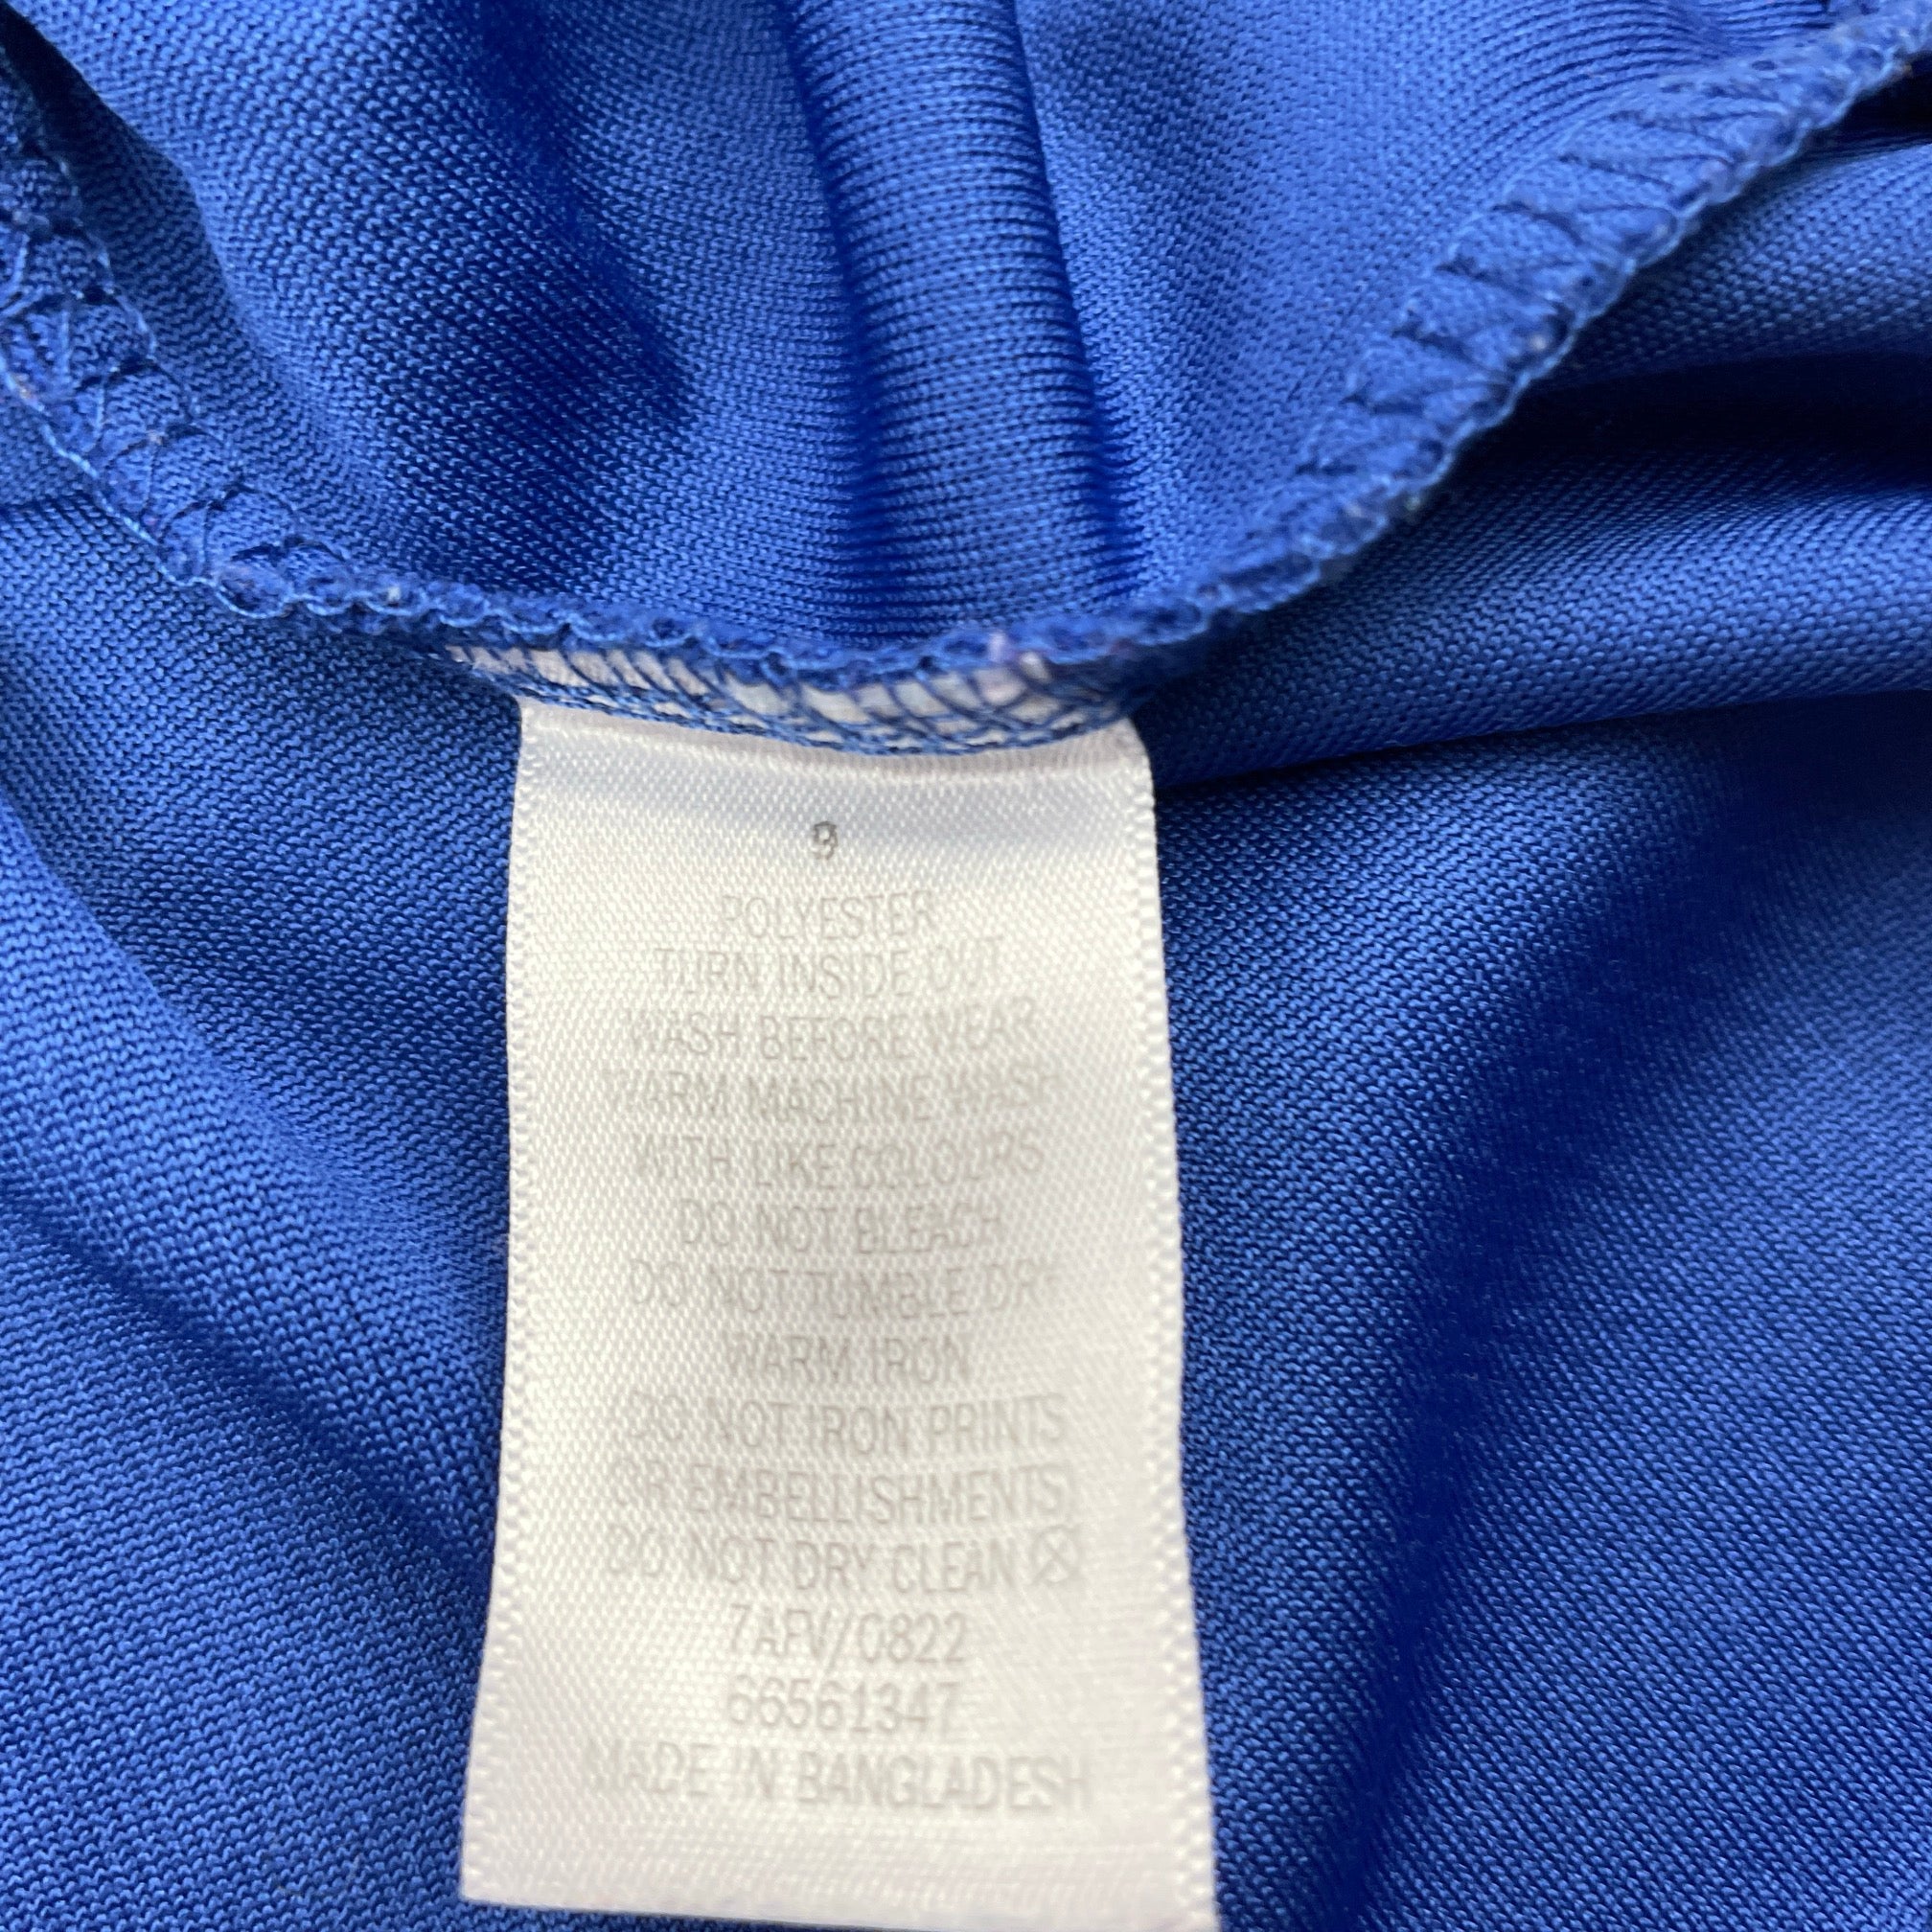 9
POLYESTER
TURN INSIDE OUT
WASH BEFORE WEAR
WARM MACHINE WASH
WITH LIKE COLOURS
DO NOT BLEACH
DO NOT TUMBLE DRY
WARM IRON
DO NOT IRON PRINTS
OR EMBELLISHMENTS
DO NOT DRY CLEAN
7AFV/0822
66561347
MADE IN BANGLADESH